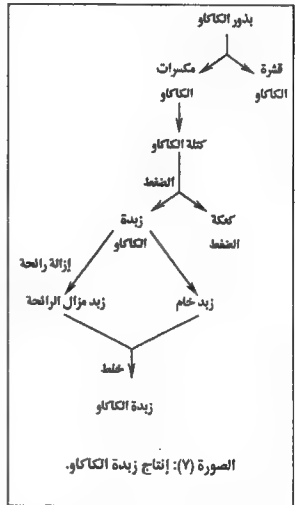 بذور الكاكاو
قشرة
الكاكاو
مكسرات
الكاكاو
كتلة الكاكاو
الضغط
كعكة
الضغط
زبدة
الكاكاو
إزالة رائحة
زبد خام
زبد مزال الرائحة
خلط
زبدة الكاكاو
الصورة (٧): إنتاج زبدة الكاكاو.